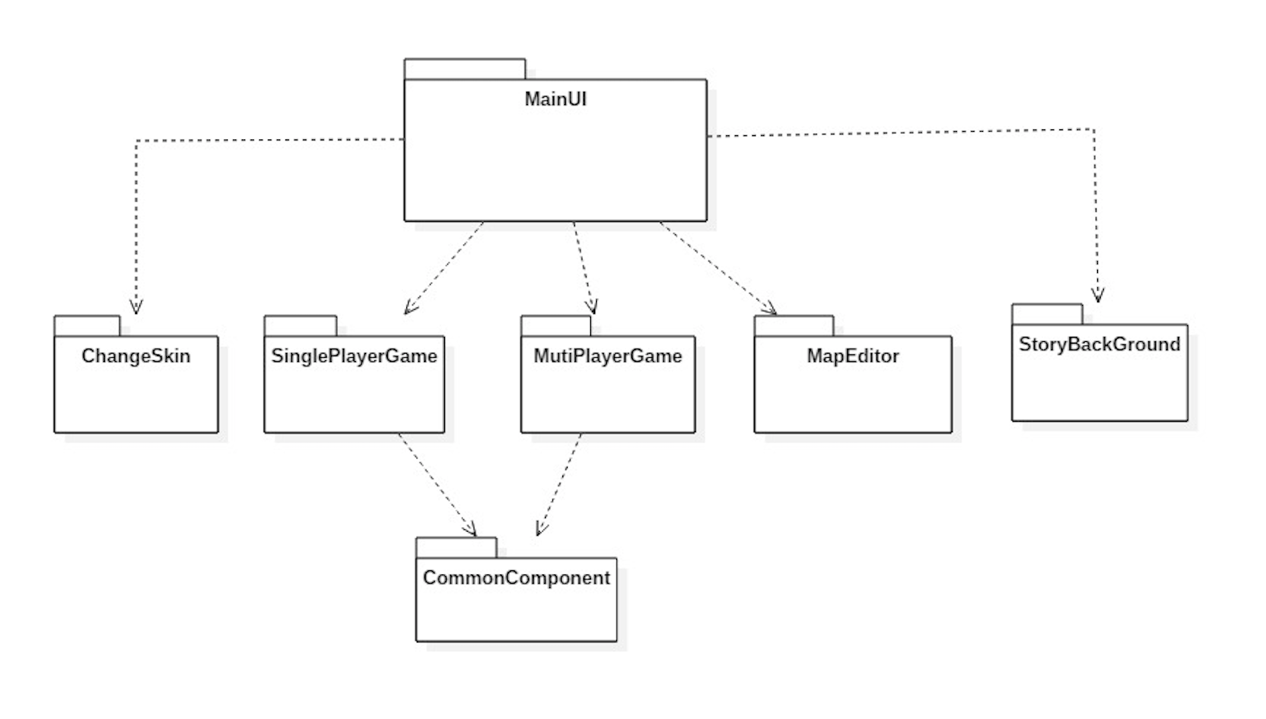 MainUI
ChangeSkin
SinglePlayerGame
MutiPlayerGame
MapEditor
StoryBackGround
CommonComponent